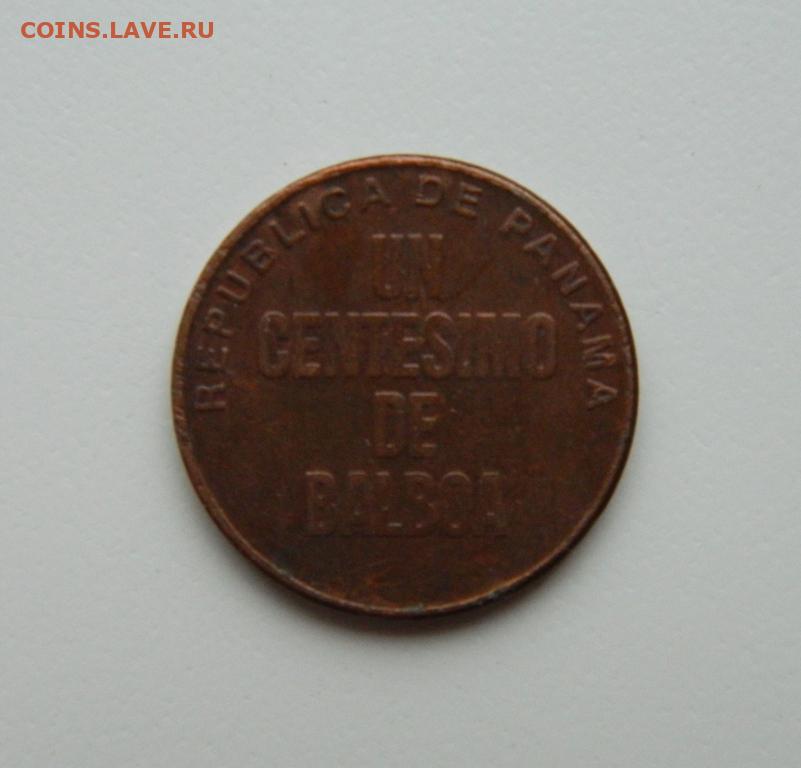 COINS.LAVE.RU
REPUBLICA DE PANAMA
UN
CENTESIMO
DE
BALBOA